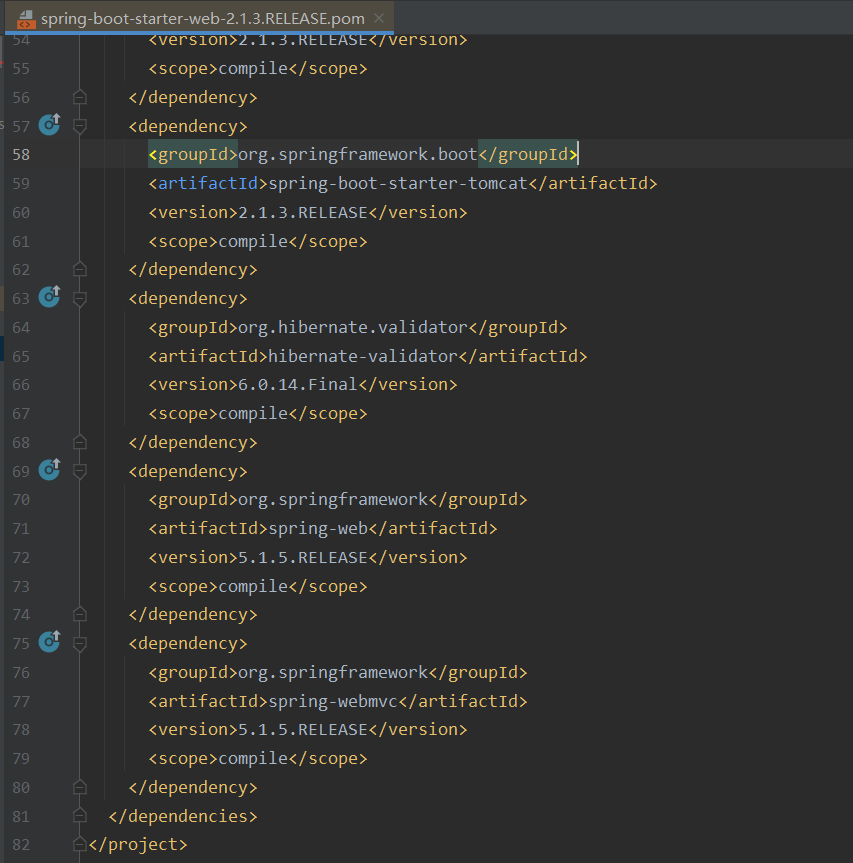 spring-boot-starter-web-2.1.3.RELEASE.pom
54 <version>2.1.3.RELEASE</version>
55 <scope>compile</scope>
56 </dependency>
57 <dependency>
58 <groupId>org.springframework.boot</groupId>
59 <artifactId>spring-boot-starter-tomcat</artifactId>
60 <version>2.1.3.RELEASE</version>
61 <scope>compile</scope>
62 </dependency>
63 <dependency>
64 <groupId>org.hibernate.validator</groupId>
65 <artifactId>hibernate-validator</artifactId>
66 <version>6.0.14.Final</version>
67 <scope>compile</scope>
68 </dependency>
69 <dependency>
70 <groupId>org.springframework</groupId>
71 <artifactId>spring-web</artifactId>
72 <version>5.1.5.RELEASE</version>
73 <scope>compile</scope>
74 </dependency>
75 <dependency>
76 <groupId>org.springframework</groupId>
77 <artifactId>spring-webmvc</artifactId>
78 <version>5.1.5.RELEASE</version>
79 <scope>compile</scope>
80 </dependency>
81 </dependencies>
82 </project>